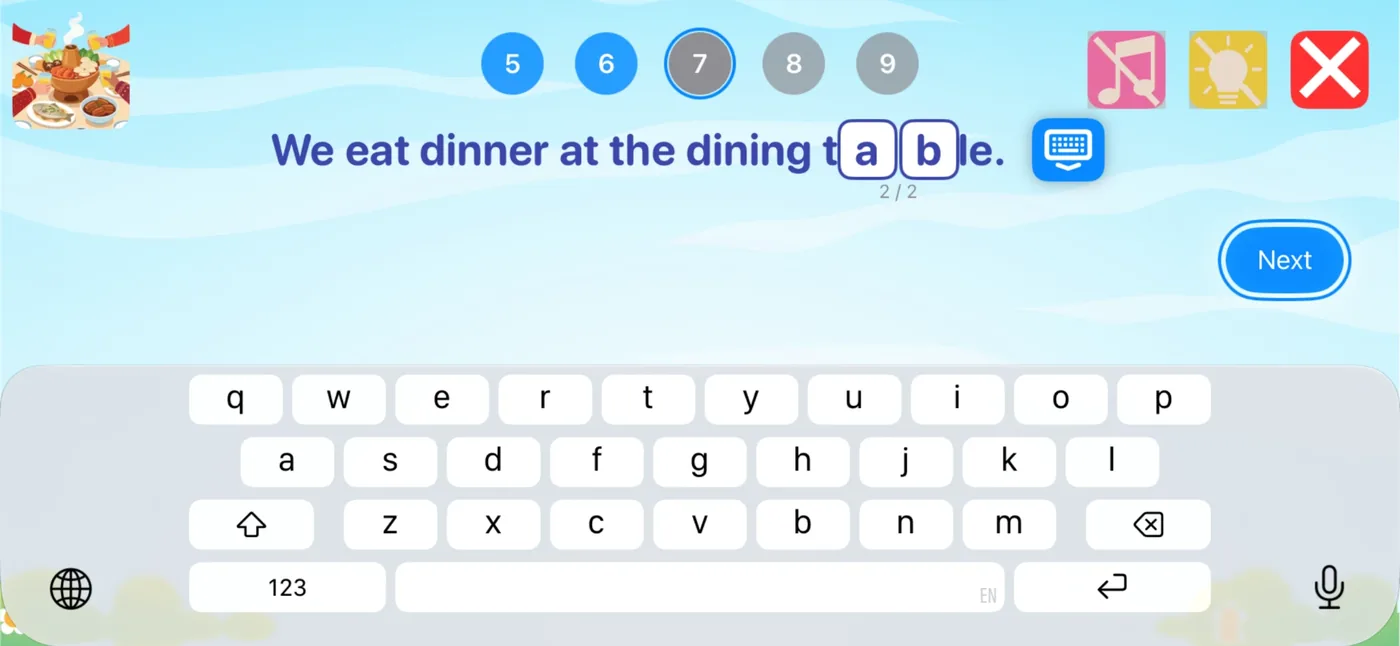 5 6 7 8 9
We eat dinner at the dining table.
2 / 2
Next
q w e r t y u i o p
a s d f g h j k l
z x c v b n m
123
EN